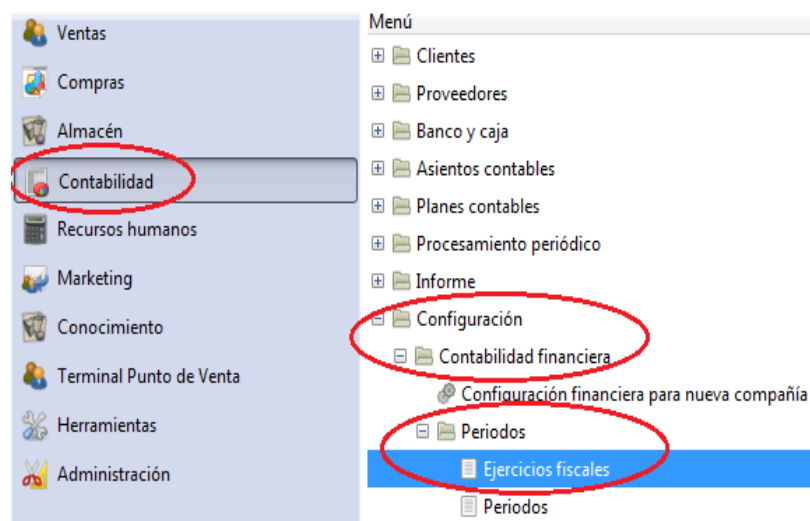 Ventas
Compras
Almacén
Contabilidad
Recursos humanos
Marketing
Conocimiento
Terminal Punto de Venta
Herramientas
Administración
Menú
Clientes
Proveedores
Banco y caja
Asientos contables
Planes contables
Procesamiento periódico
Informe
Configuración
Contabilidad financiera
Configuración financiera para nueva compañía
Periodos
Ejercicios fiscales
Periodos